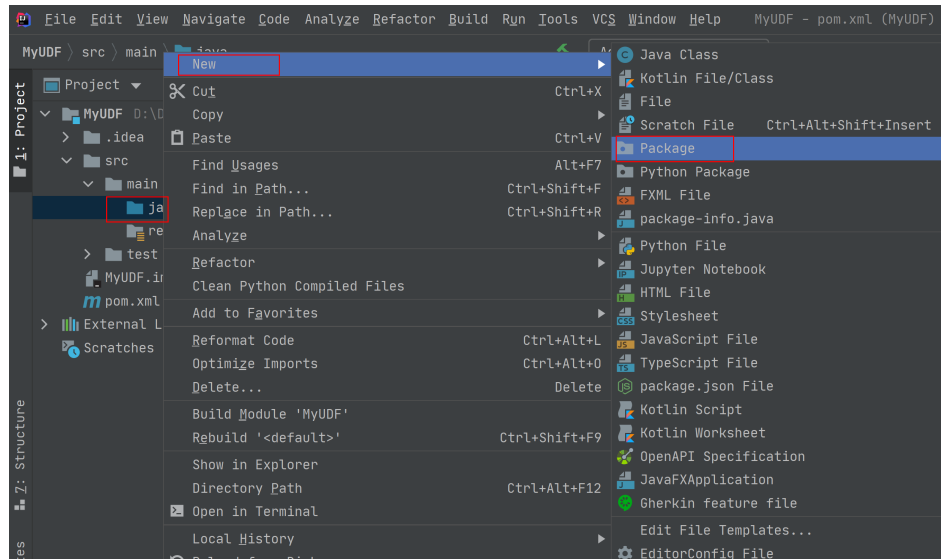 File Edit View Navigate Code Analyze Refactor Build Run Tools VCS Window Help MyUDF - pom.xml (MyUDF)
MyUDF src main java
1: Project
Z: Structure
Project
MyUDF D:\
.idea
src
main
ja
re
test
MyUDF.im
pom.xml
External L
Scratches
New
Cut Ctrl+X
Copy
Paste Ctrl+V
Find Usages Alt+F7
Find in Path... Ctrl+Shift+F
Replace in Path... Ctrl+Shift+R
Analyze
Refactor
Clean Python Compiled Files
Add to Favorites
Reformat Code Ctrl+Alt+L
Optimize Imports Ctrl+Alt+O
Delete... Delete
Build Module 'MyUDF'
Rebuild '<default>' Ctrl+Shift+F9
Show in Explorer
Directory Path Ctrl+Alt+F12
Open in Terminal
Local History
Java Class
Kotlin File/Class
File
Scratch File Ctrl+Alt+Shift+Insert
Package
Python Package
FXML File
package-info.java
Python File
Jupyter Notebook
HTML File
Stylesheet
JavaScript File
TypeScript File
package.json File
Kotlin Script
Kotlin Worksheet
OpenAPI Specification
JavaFXApplication
Gherkin feature file
Edit File Templates...
EditorConfig File